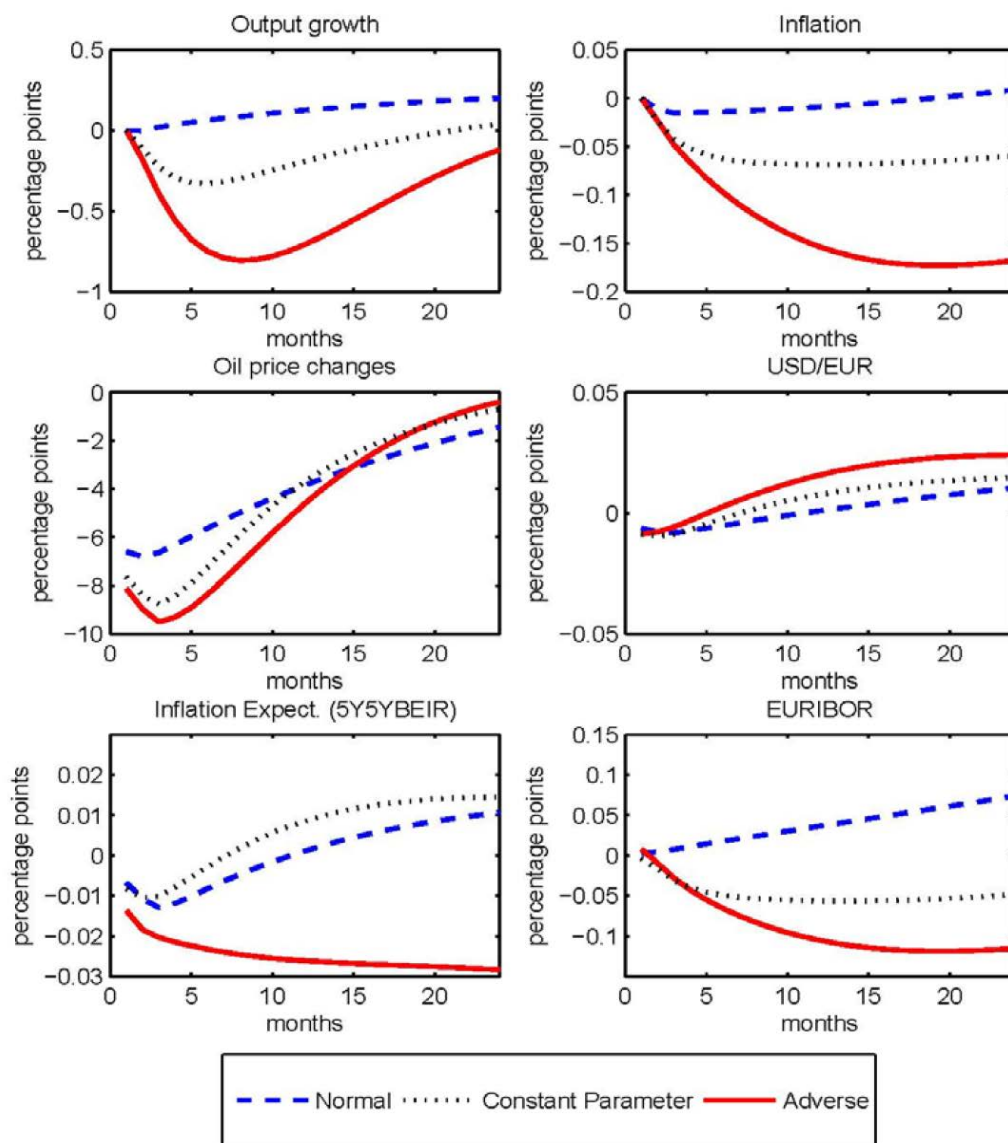 Output growth
percentage points
0.5
0
−0.5
−1
0 5 10 15 20
months
Inflation
percentage points
0.05
0
−0.05
−0.1
−0.15
−0.2
0 5 10 15 20
months
Oil price changes
percentage points
0
−2
−4
−6
−8
−10
0 5 10 15 20
months
USD/EUR
percentage points
0.05
0
−0.05
0 5 10 15 20
months
Inflation Expect. (5Y5YBEIR)
percentage points
0.02
0.01
0
−0.01
−0.02
−0.03
0 5 10 15 20
months
EURIBOR
percentage points
0.15
0.1
0.05
0
−0.05
−0.1
0 5 10 15 20
months
Normal Constant Parameter Adverse